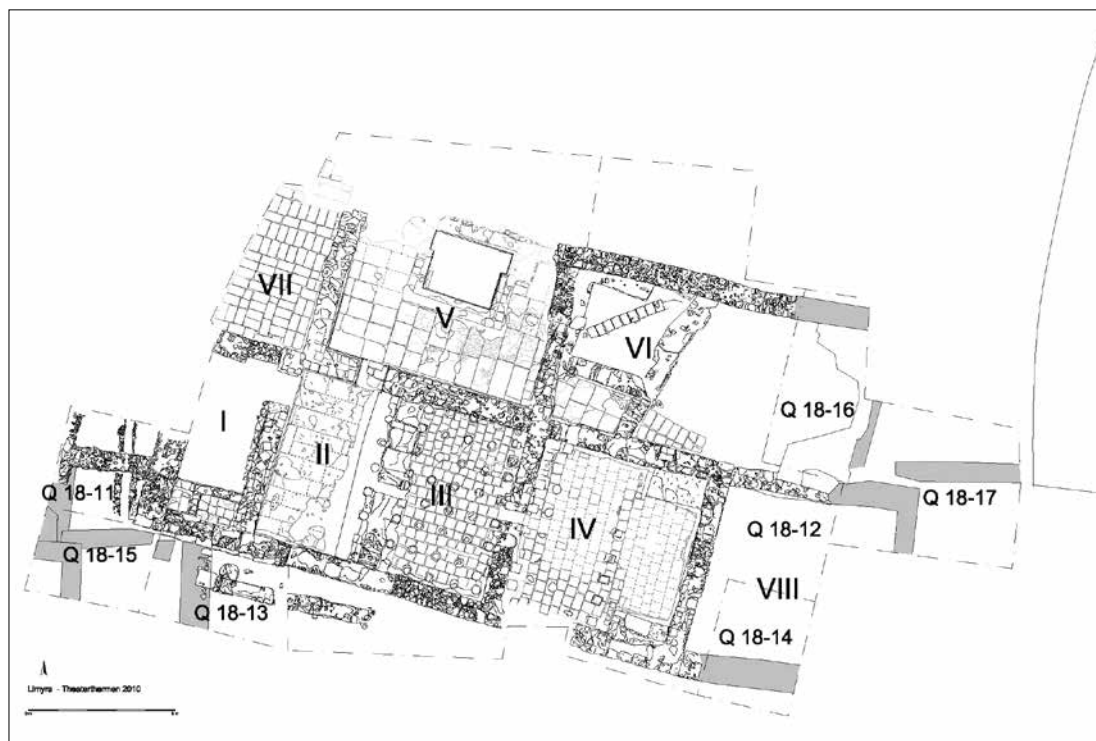 VII
V
VI
I
II
III
IV
VIII
Q 18-16
Q 18-11
Q 18-17
Q 18-12
Q 18-15
Q 18-13
Q 18-14
Limyra - Theaterthermen 2010